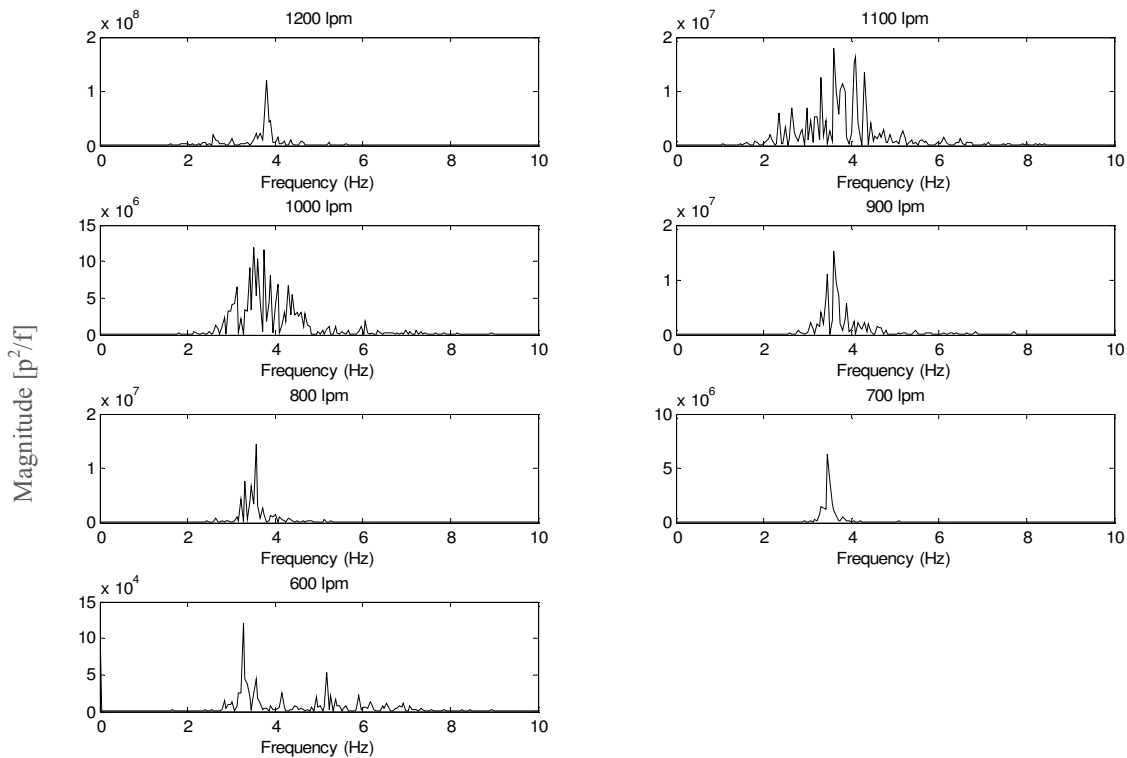 Magnitude [p²/f]
1200 lpm
x 10⁸
2
1
0
0 2 4 6 8 10
Frequency (Hz)
1100 lpm
x 10⁷
2
1
0
0 2 4 6 8 10
Frequency (Hz)
1000 lpm
x 10⁶
15
10
5
0
0 2 4 6 8 10
Frequency (Hz)
900 lpm
x 10⁷
2
1
0
0 2 4 6 8 10
Frequency (Hz)
800 lpm
x 10⁷
2
1
0
0 2 4 6 8 10
Frequency (Hz)
700 lpm
x 10⁶
10
5
0
0 2 4 6 8 10
Frequency (Hz)
600 lpm
x 10⁴
15
10
5
0
0 2 4 6 8 10
Frequency (Hz)